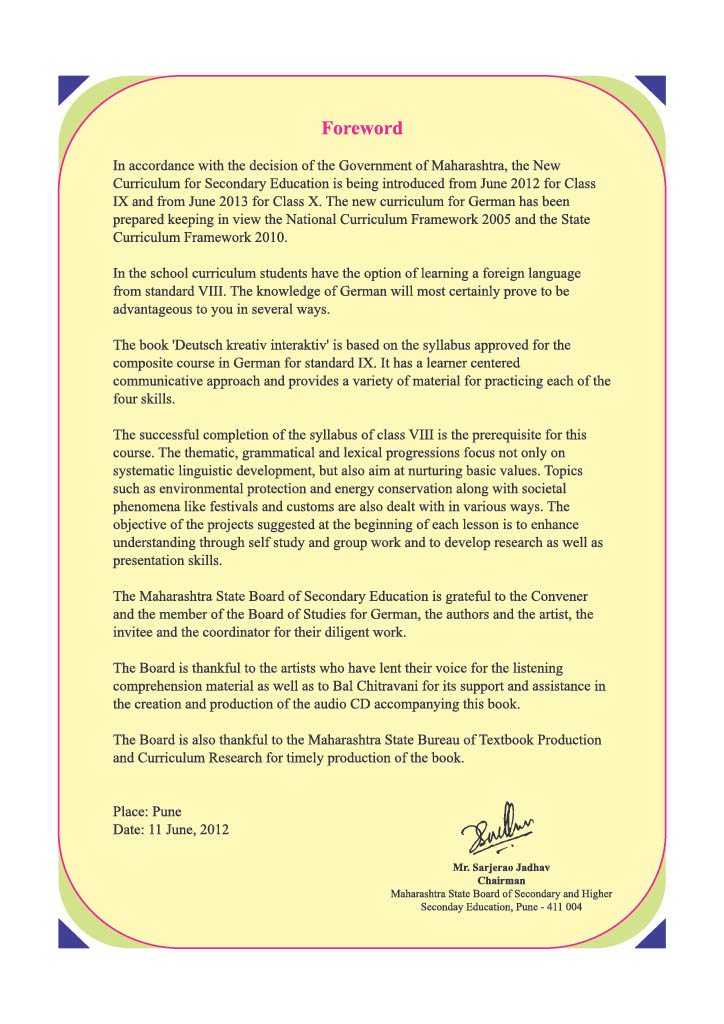 Foreword
In accordance with the decision of the Government of Maharashtra, the New
Curriculum for Secondary Education is being introduced from June 2012 for Class
IX and from June 2013 for Class X. The new curriculum for German has been
prepared keeping in view the National Curriculum Framework 2005 and the State
Curriculum Framework 2010.
In the school curriculum students have the option of learning a foreign language
from standard VIII. The knowledge of German will most certainly prove to be
advantageous to you in several ways.
The book 'Deutsch kreativ interaktiv' is based on the syllabus approved for the
composite course in German for standard IX. It has a learner centered
communicative approach and provides a variety of material for practicing each of the
four skills.
The successful completion of the syllabus of class VIII is the prerequisite for this
course. The thematic, grammatical and lexical progressions focus not only on
systematic linguistic development, but also aim at nurturing basic values. Topics
such as environmental protection and energy conservation along with societal
phenomena like festivals and customs are also dealt with in various ways. The
objective of the projects suggested at the beginning of each lesson is to enhance
understanding through self study and group work and to develop research as well as
presentation skills.
The Maharashtra State Board of Secondary Education is grateful to the Convener
and the member of the Board of Studies for German, the authors and the artist, the
invitee and the coordinator for their diligent work.
The Board is thankful to the artists who have lent their voice for the listening
comprehension material as well as to Bal Chitravani for its support and assistance in
the creation and production of the audio CD accompanying this book.
The Board is also thankful to the Maharashtra State Bureau of Textbook Production
and Curriculum Research for timely production of the book.
Place: Pune
Date: 11 June, 2012
Mr. Sarjerao Jadhav
Chairman
Maharashtra State Board of Secondary and Higher
Seconday Education, Pune - 411 004